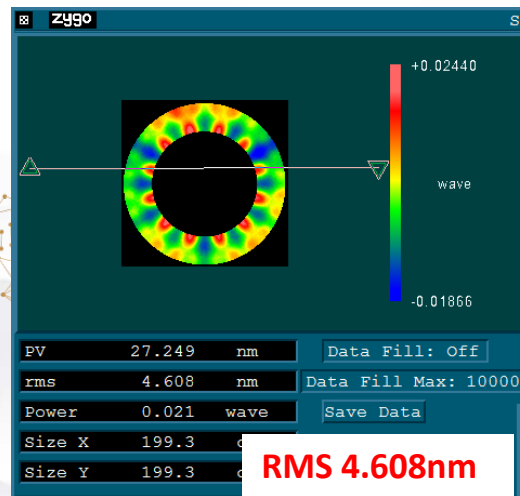 zygo
+0.02440
wave
-0.01866
PV 27.249 nm
Data Fill: Off
rms 4.608 nm
Data Fill Max: 10000
Power 0.021 wave
Save Data
Size X 199.3
Size Y 199.3
RMS 4.608nm